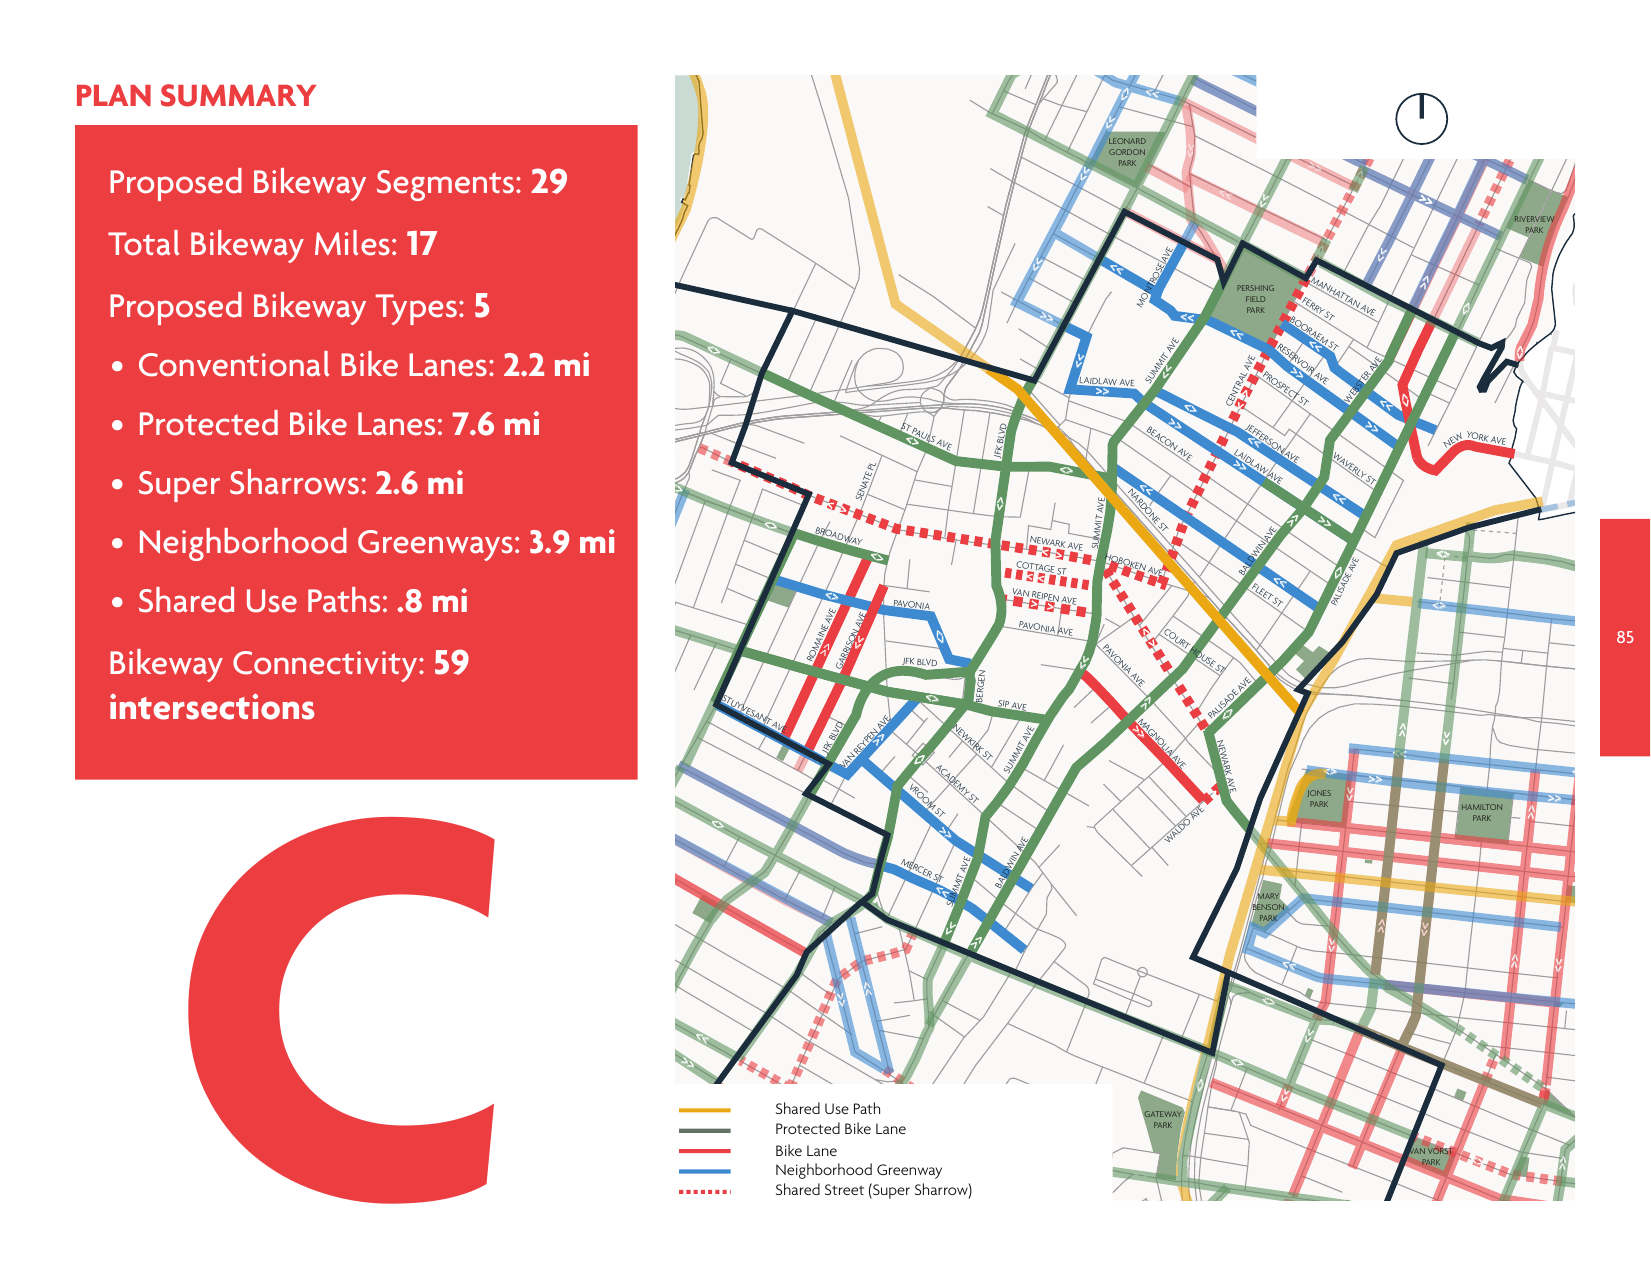 PLAN SUMMARY
Proposed Bikeway Segments: 29
Total Bikeway Miles: 17
Proposed Bikeway Types: 5
• Conventional Bike Lanes: 2.2 mi
• Protected Bike Lanes: 7.6 mi
• Super Sharrows: 2.6 mi
• Neighborhood Greenways: 3.9 mi
• Shared Use Paths: .8 mi
Bikeway Connectivity: 59
intersections
C
LEONARD
GORDON
PARK
RIVERVIEW
PARK
MONTROSE AVE
PERSHING
FIELD
PARK
MANHATTAN AVE
FERRY ST
BOORAEM ST
RESERVOIR AVE
PROSPECT ST
SUMMIT AVE
CENTRAL AVE
WEBSTER AVE
LAIDLAW AVE
NEW YORK AVE
ST PAULS AVE
JFK BLVD
BEACON AVE
JEFFERSON AVE
LAIDLAW AVE
WAVERLY ST
SENATE PL
NARDONE ST
SUMMIT AVE
BROADWAY
NEWARK AVE
HOBOKEN AVE
BALDWIN AVE
COTTAGE ST
VAN REIPEN AVE
FLEET ST
PALISADE AVE
PAVONIA
PAVONIA AVE
ROMAINE AVE
GARRISON AVE
COURT HOUSE ST
PAVONIA AVE
JFK BLVD
BERGEN
SIP AVE
PALISADE AVE
STUYVESANT AVE
JFK BLVD
VAN REYPEN AVE
NEWKIRK ST
SUMMIT AVE
MAGNOLIA AVE
NEWARK AVE
ACADEMY ST
VROOM ST
WALDO AVE
JONES
PARK
HAMILTON
PARK
MERCER ST
SUMMIT AVE
BALDWIN AVE
MARY
BENSON
PARK
GATEWAY
PARK
VAN VORST
PARK
Shared Use Path
Protected Bike Lane
Bike Lane
Neighborhood Greenway
Shared Street (Super Sharrow)
85